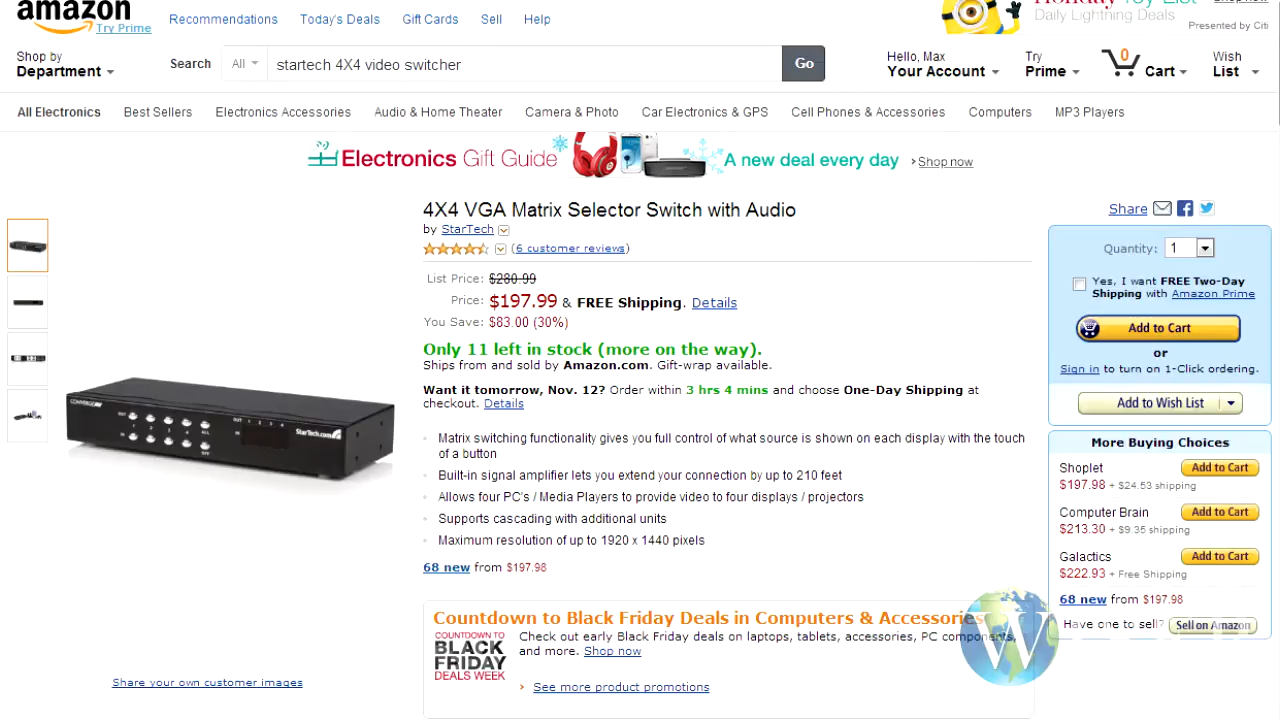 amazon
Try Prime
Recommendations Today's Deals Gift Cards Sell Help
Daily Lightning Deals
Presented by Citi
Shop by
Department
Search All startech 4X4 video switcher Go
Hello, Max
Your Account
Try
Prime
0
Cart
Wish
List
All Electronics Best Sellers Electronics Accessories Audio & Home Theater Camera & Photo Car Electronics & GPS Cell Phones & Accessories Computers MP3 Players
Electronics Gift Guide A new deal every day Shop now
4X4 VGA Matrix Selector Switch with Audio
by StarTech
(6 customer reviews)
List Price: $280.99
Price: $197.99 & FREE Shipping. Details
You Save: $83.00 (30%)
Only 11 left in stock (more on the way).
Ships from and sold by Amazon.com. Gift-wrap available.
Want it tomorrow, Nov. 12? Order within 3 hrs 4 mins and choose One-Day Shipping at
checkout. Details
Matrix switching functionality gives you full control of what source is shown on each display with the touch
of a button
Built-in signal amplifier lets you extend your connection by up to 210 feet
Allows four PC's / Media Players to provide video to four displays / projectors
Supports cascading with additional units
Maximum resolution of up to 1920 x 1440 pixels
68 new from $197.98
Countdown to Black Friday Deals in Computers & Accessories
COUNTDOWN TO
BLACK
FRIDAY
DEALS WEEK
Check out early Black Friday deals on laptops, tablets, accessories, PC components,
and more. Shop now
See more product promotions
StarTech.com
Share your own customer images
Share
Quantity: 1
Yes, I want FREE Two-Day
Shipping with Amazon Prime
Add to Cart
or
Sign in to turn on 1-Click ordering.
Add to Wish List
More Buying Choices
Shoplet Add to Cart
$197.98 + $24.53 shipping
Computer Brain Add to Cart
$213.30 + $9.35 shipping
Galactics Add to Cart
$222.93 + Free Shipping
68 new from $197.98
Have one to sell? Sell on Amazon
W